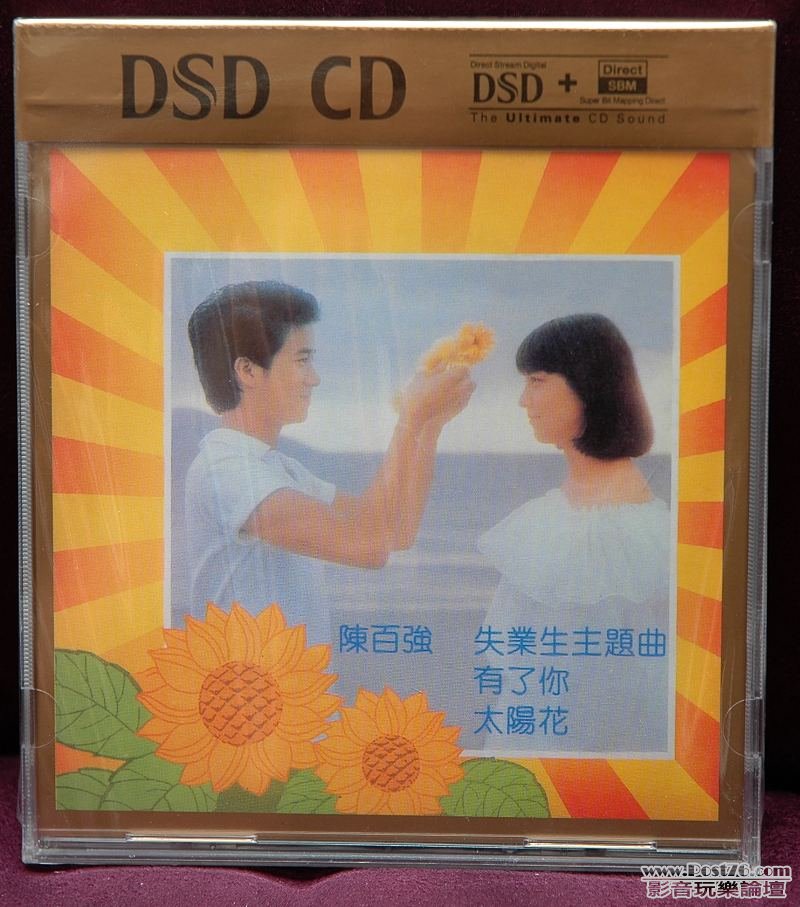 DSD CD
Direct Stream Digital
DSD + Direct SBM
Super Bit Mapping Direct
The Ultimate CD Sound
陳百強 失業生主題曲
有了你
太陽花
www.Post76.com
影音玩樂論壇